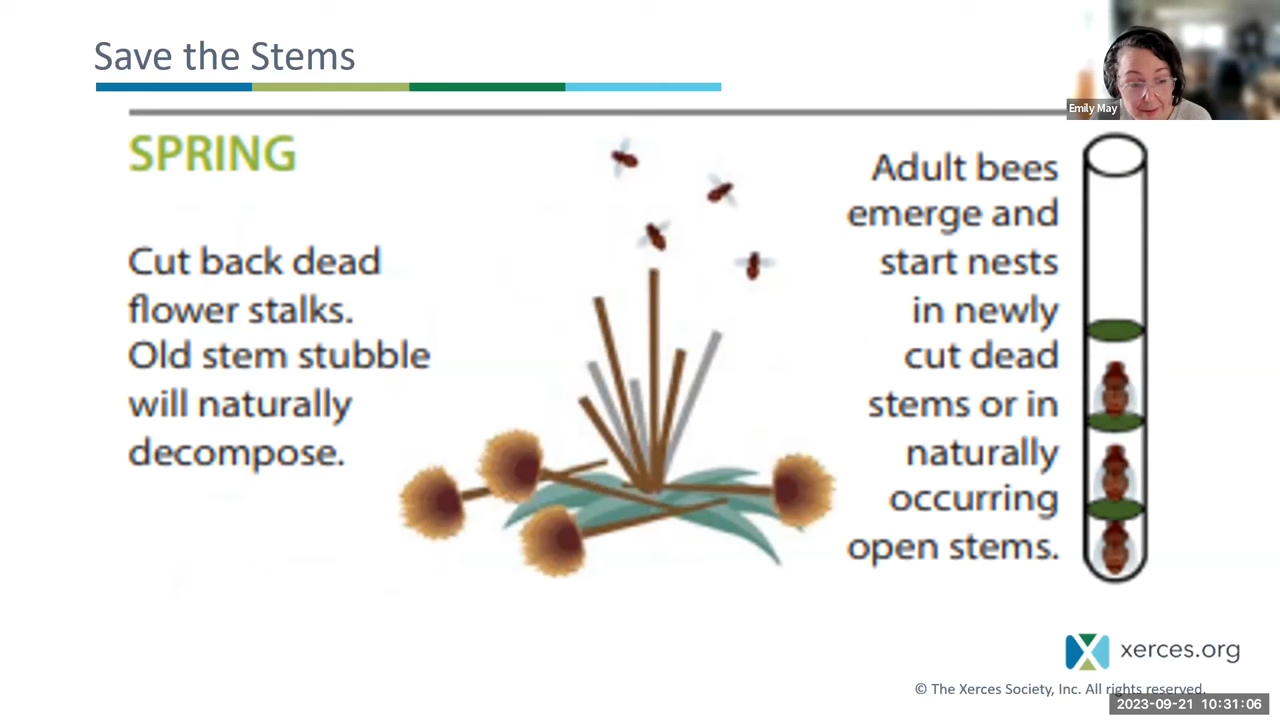 Save the Stems
Emily May
SPRING
Cut back dead
flower stalks.
Old stem stubble
will naturally
decompose.
Adult bees
emerge and
start nests
in newly
cut dead
stems or in
naturally
occurring
open stems.
xerces.org
© The Xerces Society, Inc. All rights reserved.
2023-09-21 10:31:06